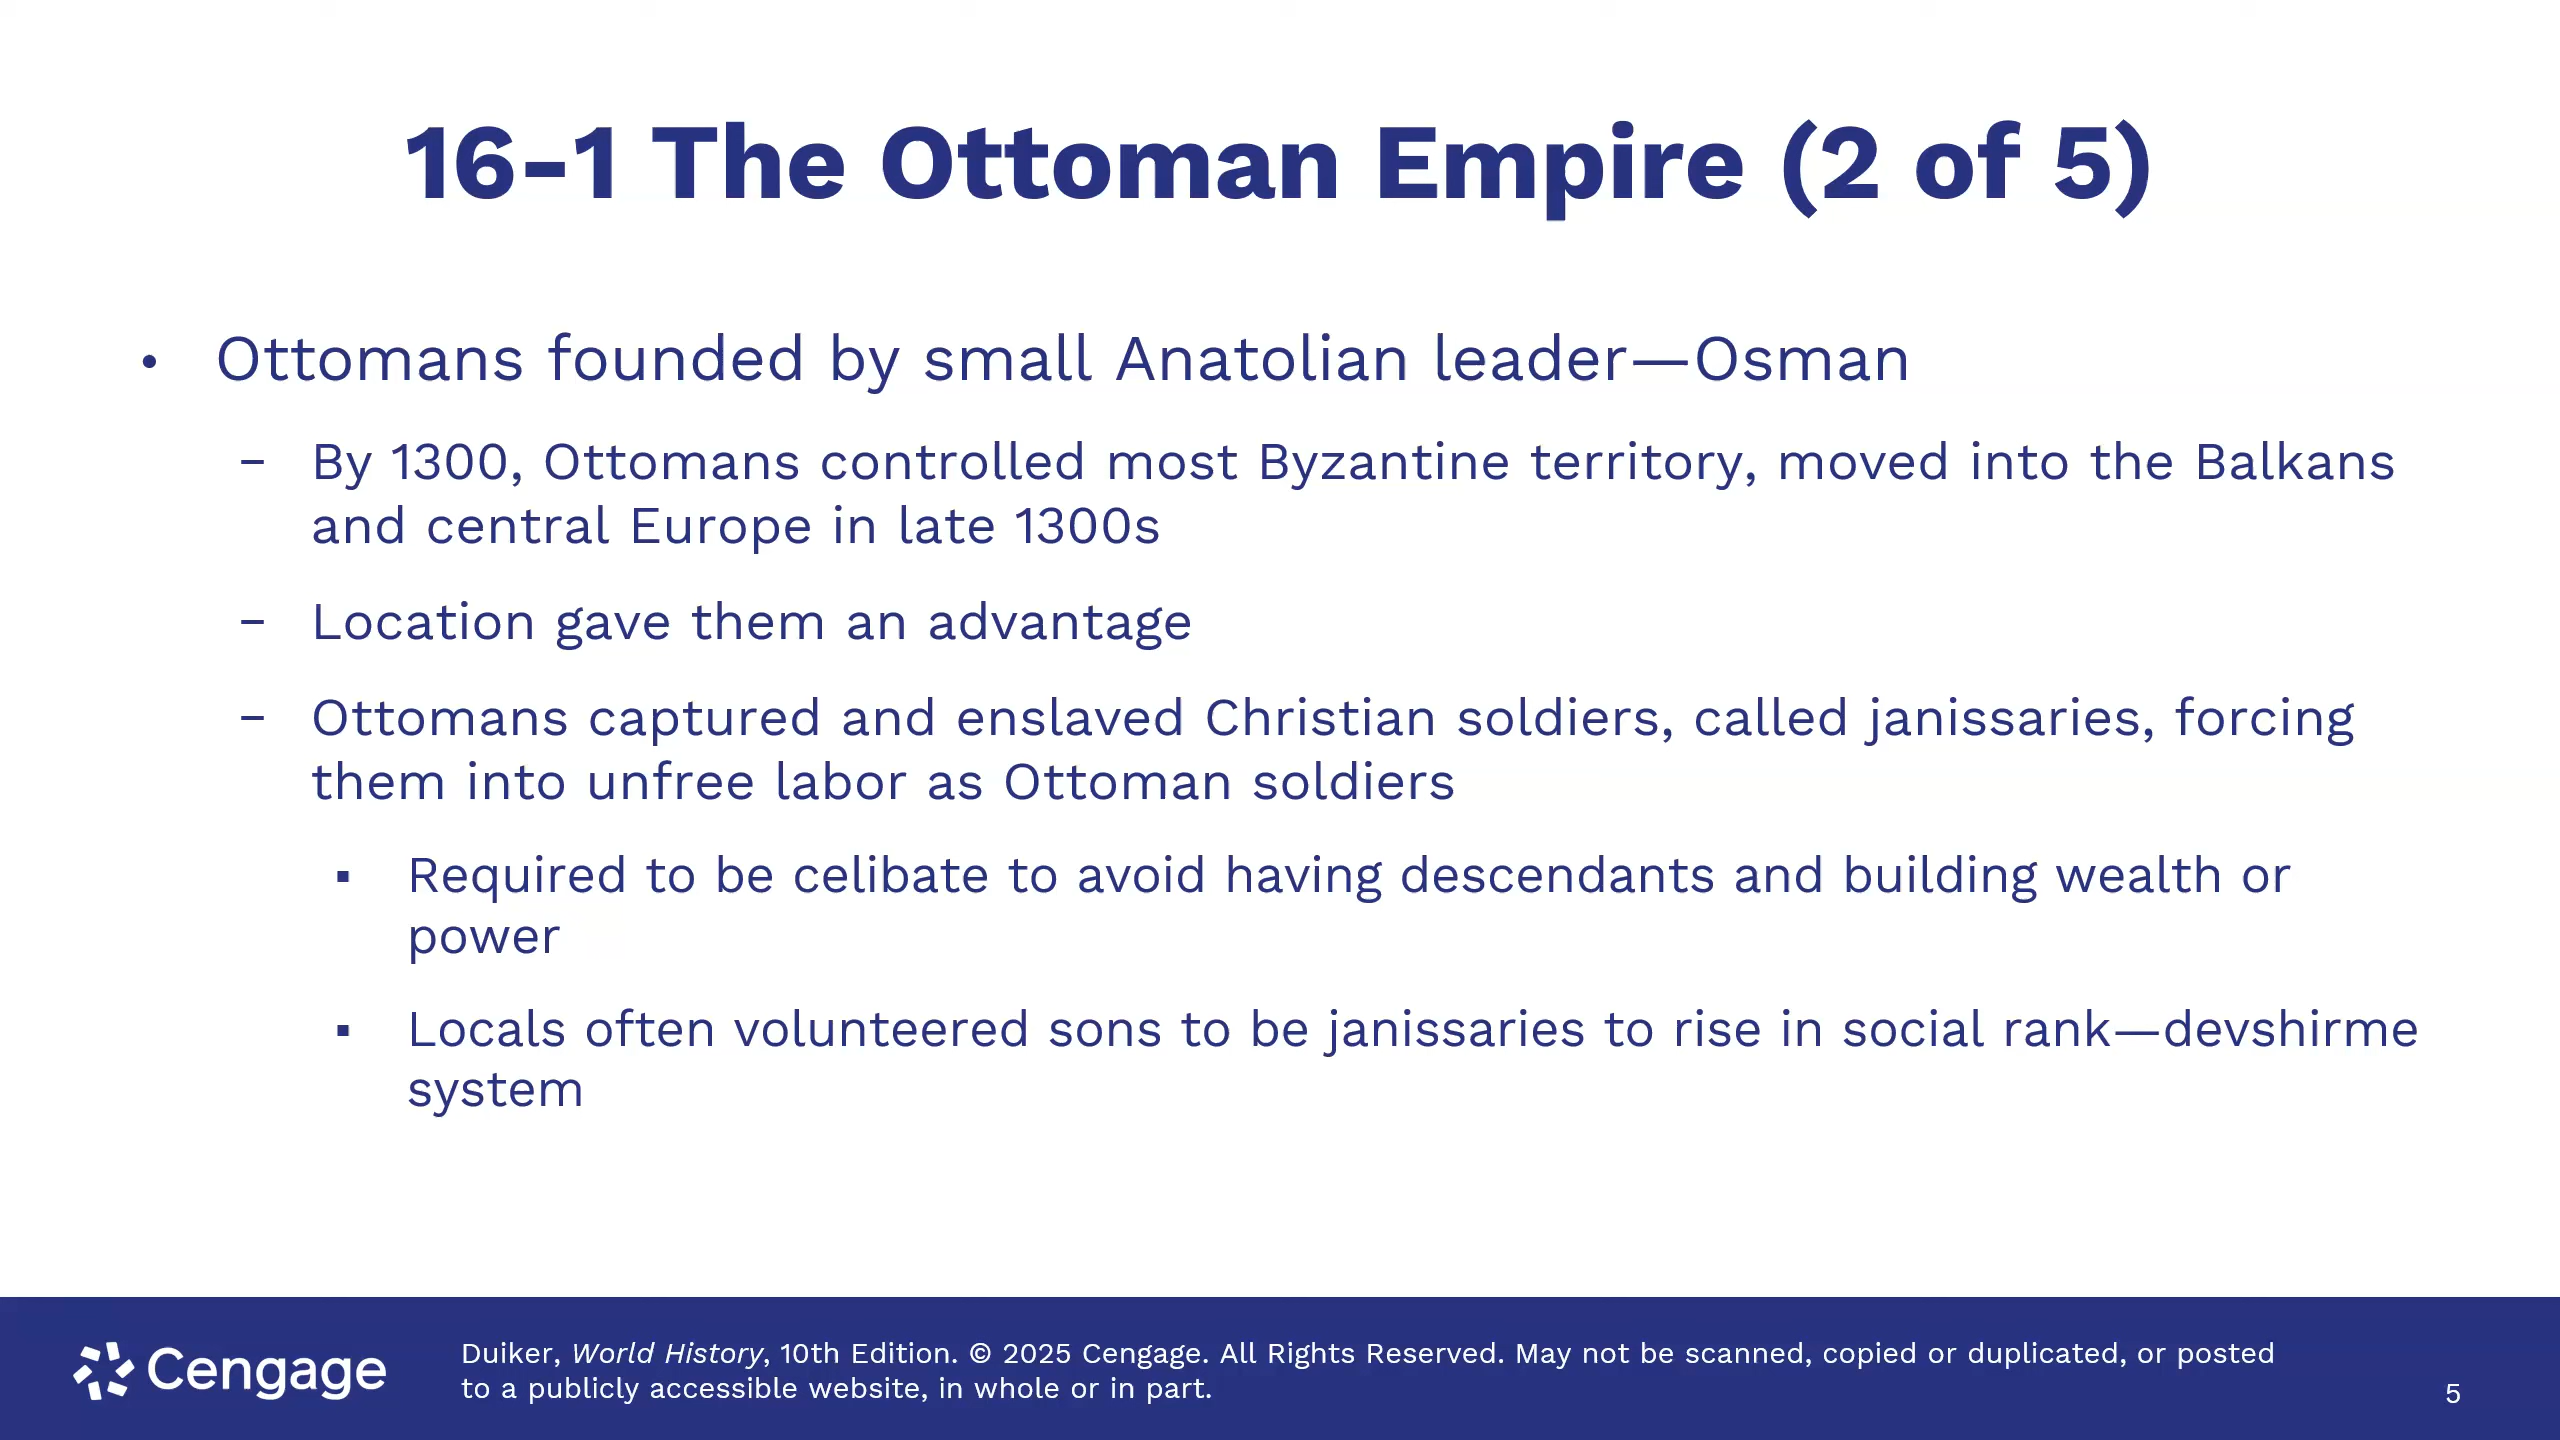 16-1 The Ottoman Empire (2 of 5)
• Ottomans founded by small Anatolian leader—Osman
– By 1300, Ottomans controlled most Byzantine territory, moved into the Balkans
and central Europe in late 1300s
– Location gave them an advantage
– Ottomans captured and enslaved Christian soldiers, called janissaries, forcing
them into unfree labor as Ottoman soldiers
▪ Required to be celibate to avoid having descendants and building wealth or
power
▪ Locals often volunteered sons to be janissaries to rise in social rank—devshirme
system
Cengage
Duiker, World History, 10th Edition. © 2025 Cengage. All Rights Reserved. May not be scanned, copied or duplicated, or posted
to a publicly accessible website, in whole or in part.
5